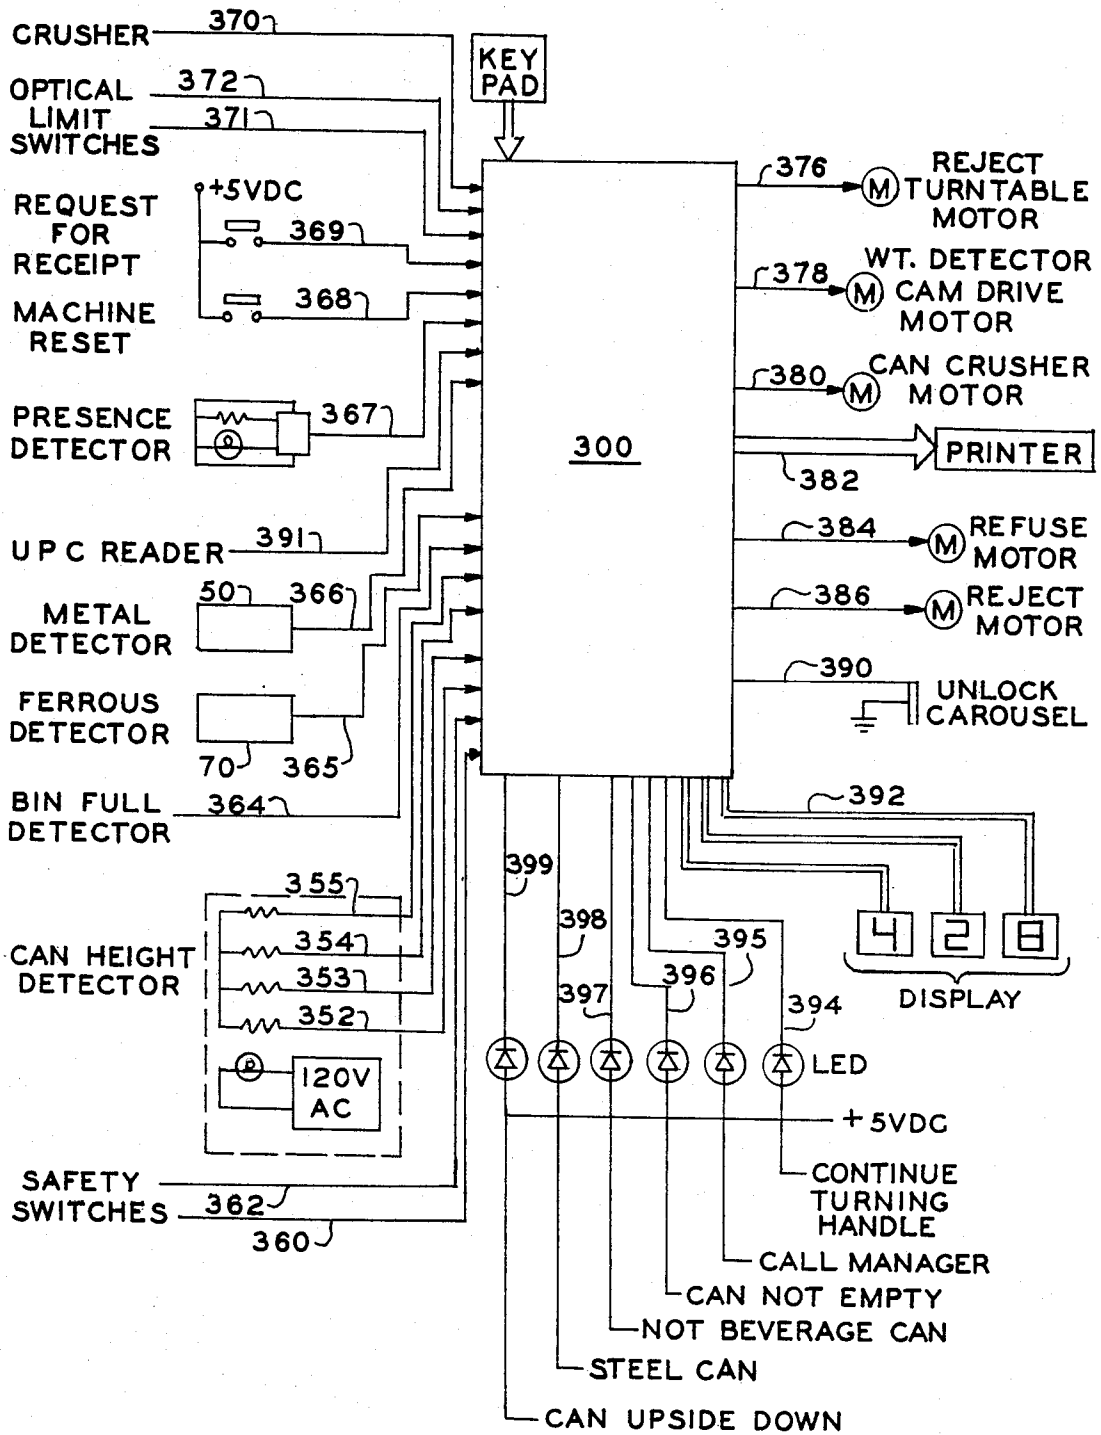 CRUSHER
370
KEY
PAD
OPTICAL
LIMIT
SWITCHES
372
371
+5VDC
REQUEST
FOR
RECEIPT
369
MACHINE
RESET
368
PRESENCE
DETECTOR
367
UPC READER
391
METAL
DETECTOR
50
366
FERROUS
DETECTOR
70
365
BIN FULL
DETECTOR
364
CAN HEIGHT
DETECTOR
355
354
353
352
120V
AC
SAFETY
SWITCHES
362
360
300
376
M
REJECT
TURNTABLE
MOTOR
378
M
WT. DETECTOR
CAM DRIVE
MOTOR
380
M
CAN CRUSHER
MOTOR
382
PRINTER
384
M
REFUSE
MOTOR
386
M
REJECT
MOTOR
390
UNLOCK
CAROUSEL
392
4 2 8
DISPLAY
399
398
397
396
395
394
LED
+5VDC
CONTINUE
TURNING
HANDLE
CALL MANAGER
CAN NOT EMPTY
NOT BEVERAGE CAN
STEEL CAN
CAN UPSIDE DOWN